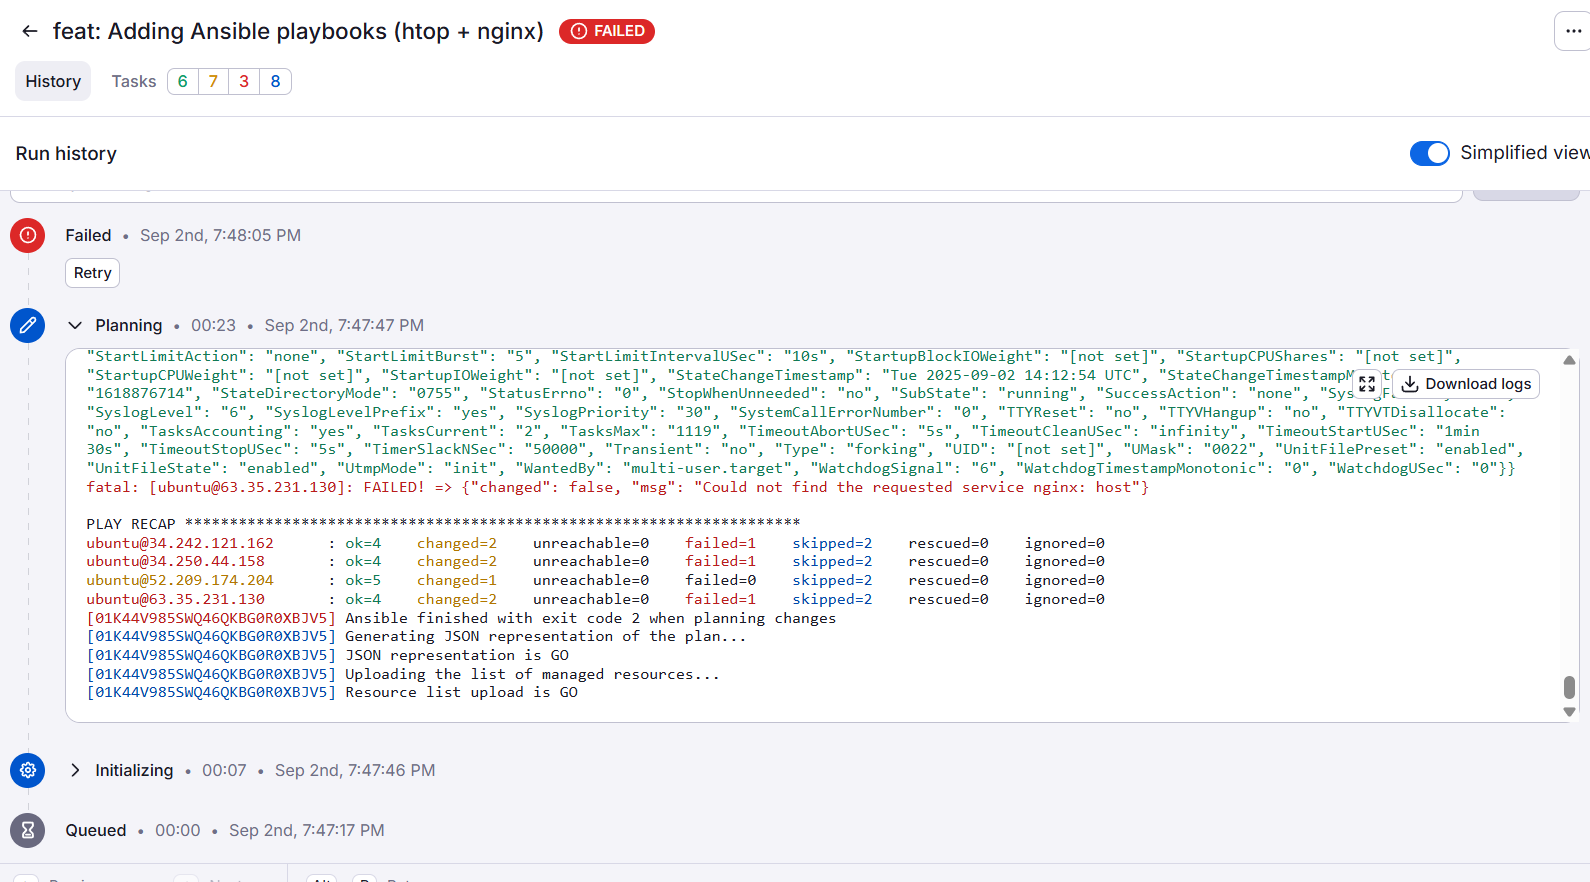 feat: Adding Ansible playbooks (htop + nginx) FAILED
History Tasks 6 7 3 8
Run history Simplified view
Failed • Sep 2nd, 7:48:05 PM
Retry
Planning • 00:23 • Sep 2nd, 7:47:47 PM
"StartLimitAction": "none", "StartLimitBurst": "5", "StartLimitIntervalUSec": "10s", "StartupBlockIOWeight": "[not set]", "StartupCPUShares": "[not set]",
"StartupCPUWeight": "[not set]", "StartupIOWeight": "[not set]", "StateChangeTimestamp": "Tue 2025-09-02 14:12:54 UTC",
Download logs
"1618876714", "StateDirectoryMode": "0755", "StatusErrno": "0", "StopWhenUnneeded": "no", "SubState": "running", "SuccessAction": "none",
"SyslogLevel": "6", "SyslogLevelPrefix": "yes", "SyslogPriority": "30", "SystemCallErrorNumber": "0", "TTYReset": "no", "TTYVHangup": "no", "TTYVTDisallocate":
"no", "TasksAccounting": "yes", "TasksCurrent": "2", "TasksMax": "1119", "TimeoutAbortUSec": "5s", "TimeoutCleanUSec": "infinity", "TimeoutStartUSec": "1min
30s", "TimeoutStopUSec": "5s", "TimerSlackNSec": "50000", "Transient": "no", "Type": "forking", "UID": "[not set]", "UMask": "0022", "UnitFilePreset": "enabled",
"UnitFileState": "enabled", "UtmpMode": "init", "WantedBy": "multi-user.target", "WatchdogSignal": "6", "WatchdogTimestampMonotonic": "0", "WatchdogUSec": "0"}}
fatal: [ubuntu@63.35.231.130]: FAILED! => {"changed": false, "msg": "Could not find the requested service nginx: host"}
PLAY RECAP *********************************************************************
ubuntu@34.242.121.162 : ok=4 changed=2 unreachable=0 failed=1 skipped=2 rescued=0 ignored=0
ubuntu@34.250.44.158 : ok=4 changed=2 unreachable=0 failed=1 skipped=2 rescued=0 ignored=0
ubuntu@52.209.174.204 : ok=5 changed=1 unreachable=0 failed=0 skipped=2 rescued=0 ignored=0
ubuntu@63.35.231.130 : ok=4 changed=2 unreachable=0 failed=1 skipped=2 rescued=0 ignored=0
[01K44V985SWQ46QKBG0R0XBJV5] Ansible finished with exit code 2 when planning changes
[01K44V985SWQ46QKBG0R0XBJV5] Generating JSON representation of the plan...
[01K44V985SWQ46QKBG0R0XBJV5] JSON representation is GO
[01K44V985SWQ46QKBG0R0XBJV5] Uploading the list of managed resources...
[01K44V985SWQ46QKBG0R0XBJV5] Resource list upload is GO
Initializing • 00:07 • Sep 2nd, 7:47:46 PM
Queued • 00:00 • Sep 2nd, 7:47:17 PM